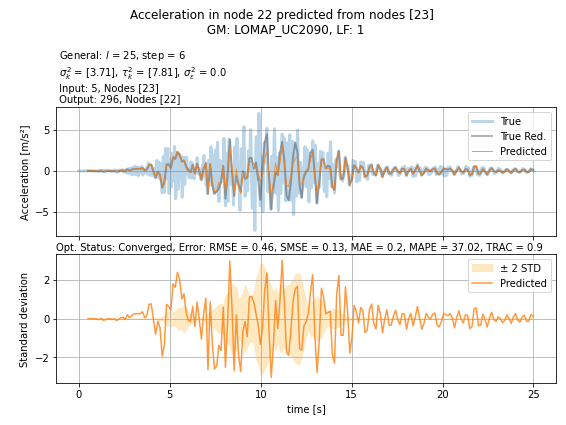 Acceleration in node 22 predicted from nodes [23]
GM: LOMAP_UC2090, LF: 1
General: l = 25, step = 6
σ²ₖ = [3.71], τ²ₖ = [7.81], σ²ₑ = 0.0
Input: 5, Nodes [23]
Output: 296, Nodes [22]
Acceleration [m/s²]
5
0
−5
True
True Red.
Predicted
Opt. Status: Converged, Error: RMSE = 0.46, SMSE = 0.13, MAE = 0.2, MAPE = 37.02, TRAC = 0.9
Standard deviation
2
0
−2
± 2 STD
Predicted
0 5 10 15 20 25
time [s]